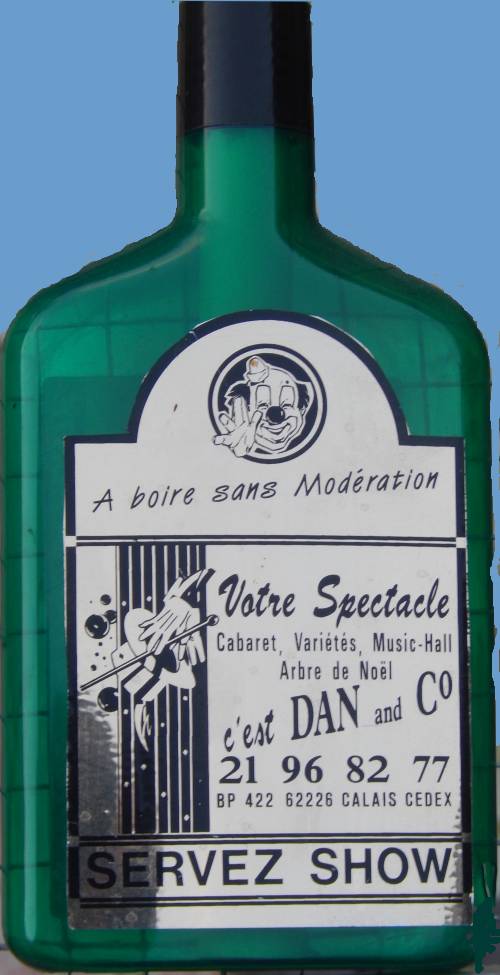 A boire sans Modération
Votre Spectacle
Cabaret, Variétés, Music-Hall
Arbre de Noël
c'est DAN and Co
21 96 82 77
BP 422 62226 CALAIS CEDEX
SERVEZ SHOW